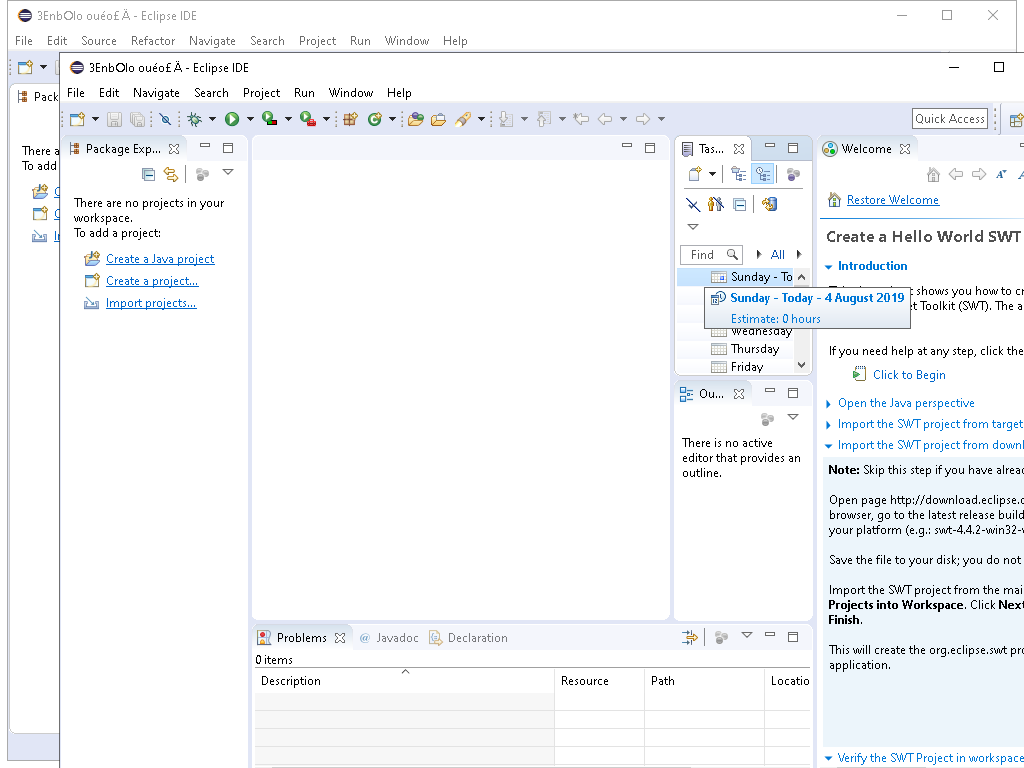 3EnbOlo ouéo£ Ä - Eclipse IDE
File Edit Source Refactor Navigate Search Project Run Window Help
Pack
There a
To add
3EnbOlo ouéo£ Ä - Eclipse IDE
File Edit Navigate Search Project Run Window Help
Quick Access
Package Exp...
There are no projects in your
workspace.
To add a project:
Create a Java project
Create a project...
Import projects...
Tas...
Find
All
Sunday - To
Sunday - Today - 4 August 2019
Estimate: 0 hours
Wednesday
Thursday
Friday
Ou...
There is no active
editor that provides an
outline.
Problems Javadoc Declaration
0 items
Description Resource Path Locatio
Welcome
Restore Welcome
Create a Hello World SWT
Introduction
shows you how to cr
et Toolkit (SWT). The a
If you need help at any step, click the
Click to Begin
Open the Java perspective
Import the SWT project from target
Import the SWT project from downl
Note: Skip this step if you have alread
Open page http://download.eclipse.o
browser, go to the latest release build
your platform (e.g.: swt-4.4.2-win32-
Save the file to your disk; you do not
Import the SWT project from the mai
Projects into Workspace. Click Next
Finish.
This will create the org.eclipse.swt pro
application.
Verify the SWT Project in workspace